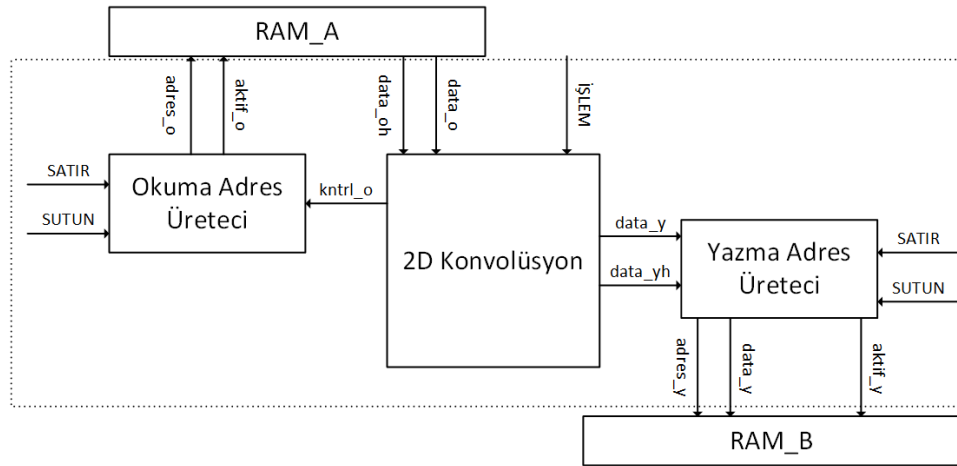 RAM_A
adres_o
aktif_o
data_oh
data_o
İŞLEM
SATIR
SUTUN
Okuma Adres
Üreteci
kntrl_o
2D Konvolüsyon
data_y
data_yh
Yazma Adres
Üreteci
SATIR
SUTUN
adres_y
data_y
aktif_y
RAM_B